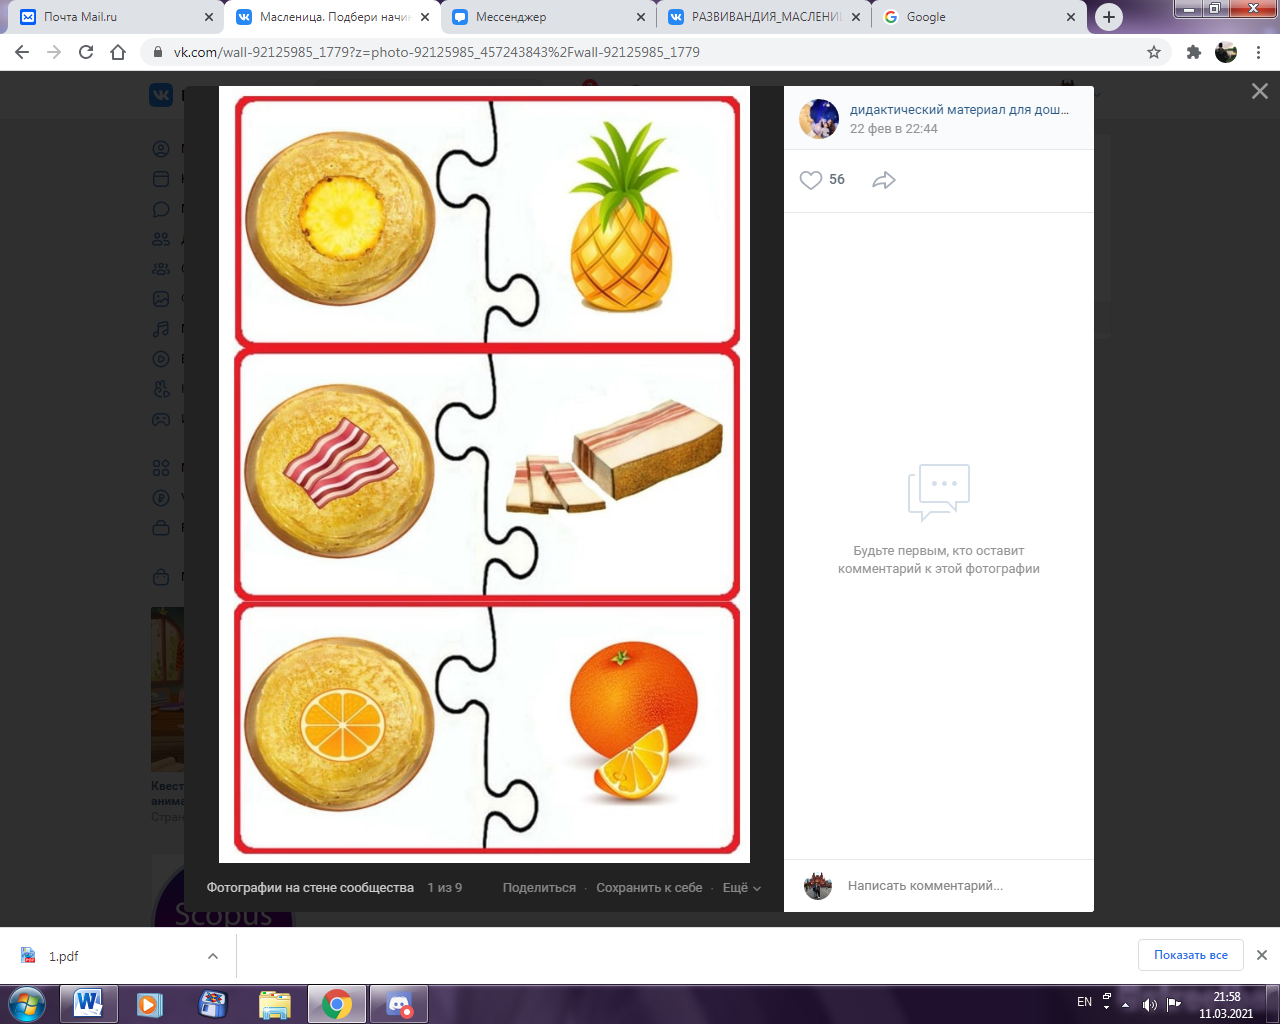 Почта Mail.ru
Масленица. Подбери начин
Мессенджер
РАЗВИВАНДИЯ_МАСЛЕНИЦ
Google
vk.com/wall-92125985_1779?z=photo-92125985_457243843%2Fwall-92125985_1779
дидактический материал для дош...
22 фев в 22:44
56
Будьте первым, кто оставит
комментарий к этой фотографии
Квест
анима
Стран
Scopus
Фотографии на стене сообщества 1 из 9 Поделиться · Сохранить к себе · Ещё
Написать комментарий...
1.pdf
Показать все
EN
21:58
11.03.2021